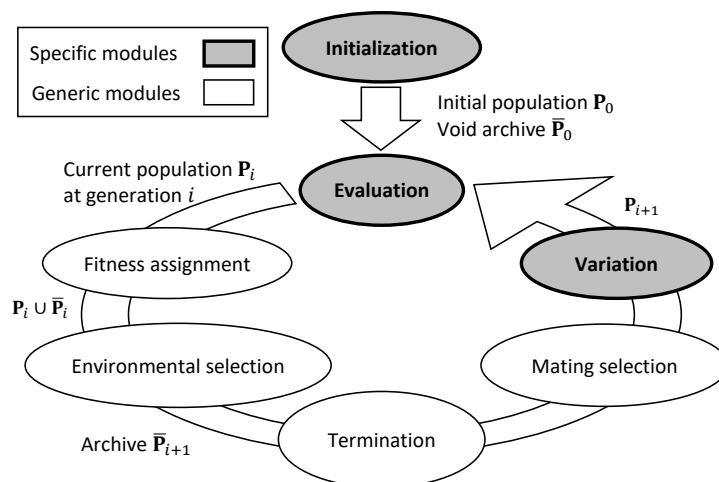 Specific modules
Generic modules
Initialization
Initial population P₀
Void archive P̅₀
Current population Pᵢ
at generation i
Evaluation
Pᵢ₊₁
Fitness assignment
Variation
Pᵢ ∪ P̅ᵢ
Environmental selection
Mating selection
Archive P̅ᵢ₊₁
Termination